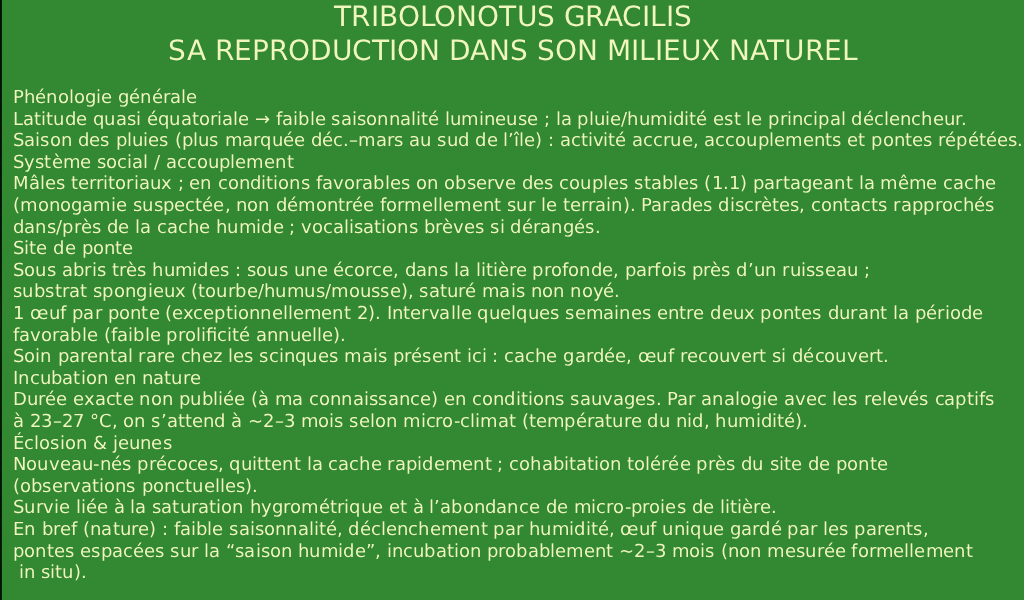 TRIBOLONOTUS GRACILIS
SA REPRODUCTION DANS SON MILIEUX NATUREL
Phénologie générale
Latitude quasi équatoriale → faible saisonnalité lumineuse ; la pluie/humidité est le principal déclencheur.
Saison des pluies (plus marquée déc.–mars au sud de l’île) : activité accrue, accouplements et pontes répétées.
Système social / accouplement
Mâles territoriaux ; en conditions favorables on observe des couples stables (1.1) partageant la même cache
(monogamie suspectée, non démontrée formellement sur le terrain). Parades discrètes, contacts rapprochés
dans/près de la cache humide ; vocalisations brèves si dérangés.
Site de ponte
Sous abris très humides : sous une écorce, dans la litière profonde, parfois près d’un ruisseau ;
substrat spongieux (tourbe/humus/mousse), saturé mais non noyé.
1 œuf par ponte (exceptionnellement 2). Intervalle quelques semaines entre deux pontes durant la période
favorable (faible prolificité annuelle).
Soin parental rare chez les scinques mais présent ici : cache gardée, œuf recouvert si découvert.
Incubation en nature
Durée exacte non publiée (à ma connaissance) en conditions sauvages. Par analogie avec les relevés captifs
à 23–27 °C, on s’attend à ~2–3 mois selon micro-climat (température du nid, humidité).
Éclosion & jeunes
Nouveau-nés précoces, quittent la cache rapidement ; cohabitation tolérée près du site de ponte
(observations ponctuelles).
Survie liée à la saturation hygrométrique et à l’abondance de micro-proies de litière.
En bref (nature) : faible saisonnalité, déclenchement par humidité, œuf unique gardé par les parents,
pontes espacées sur la “saison humide”, incubation probablement ~2–3 mois (non mesurée formellement
in situ).